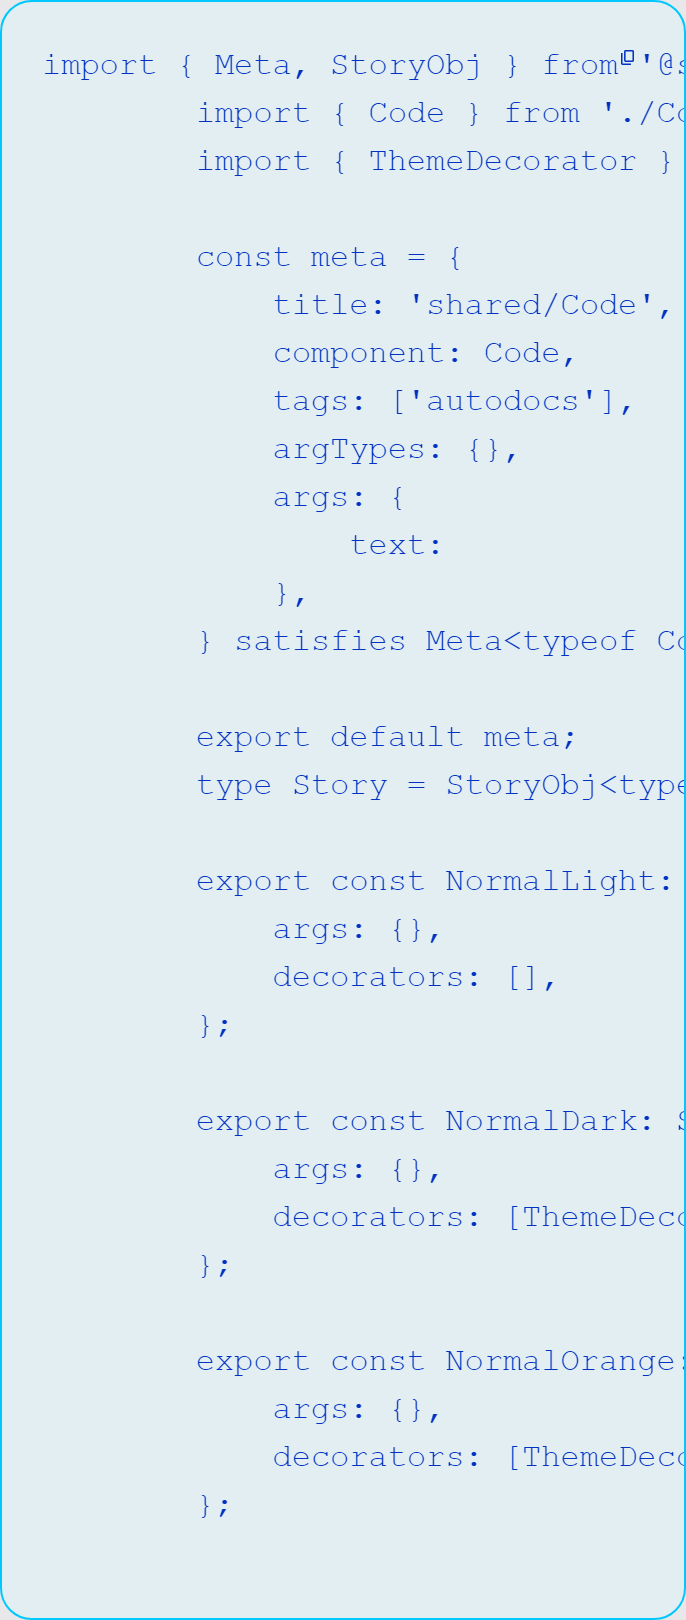 import { Meta, StoryObj } from '@s
import { Code } from './Co
import { ThemeDecorator }
const meta = {
title: 'shared/Code',
component: Code,
tags: ['autodocs'],
argTypes: {},
args: {
text:
},
} satisfies Meta<typeof Co
export default meta;
type Story = StoryObj<type
export const NormalLight:
args: {},
decorators: [],
};
export const NormalDark: S
args: {},
decorators: [ThemeDeco
};
export const NormalOrange:
args: {},
decorators: [ThemeDeco
};